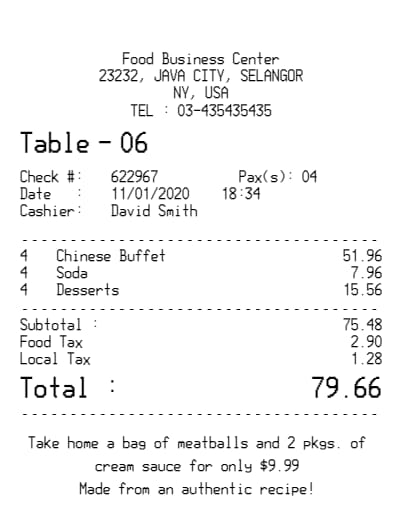 Food Business Center
23232, JAVA CITY, SELANGOR
NY, USA
TEL : 03-435435435
Table - 06
Check #: 622967 Pax(s): 04
Date : 11/01/2020 18:34
Cashier: David Smith
4 Chinese Buffet 51.96
4 Soda 7.96
4 Desserts 15.56
Subtotal : 75.48
Food Tax 2.90
Local Tax 1.28
Total : 79.66
Take home a bag of meatballs and 2 pkgs. of
cream sauce for only $9.99
Made from an authentic recipe!